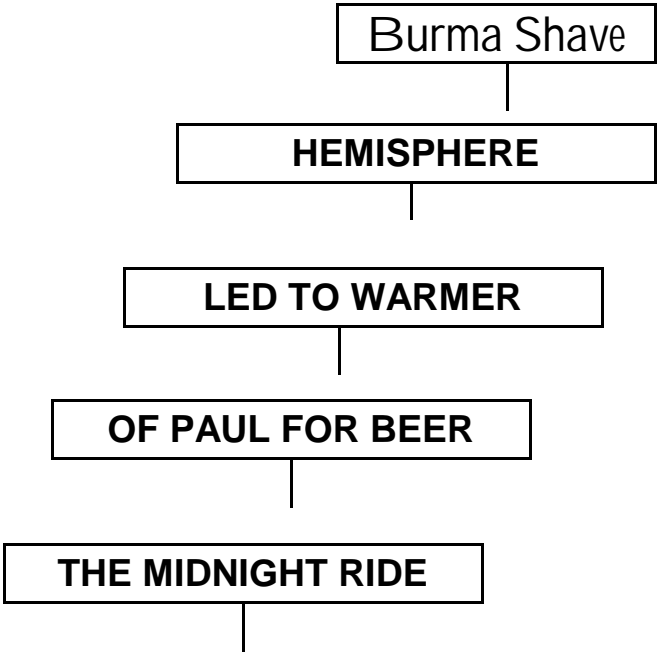 Burma Shave
HEMISPHERE
LED TO WARMER
OF PAUL FOR BEER
THE MIDNIGHT RIDE